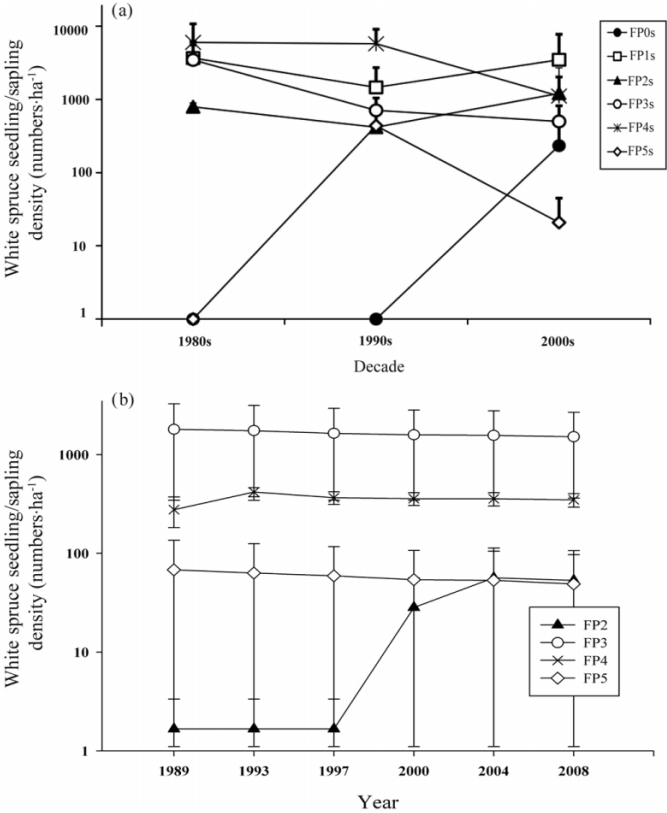 (a)
White spruce seedling/sapling
density (numbers·ha⁻¹)
10000
1000
100
10
1
1980s
1990s
2000s
Decade
FP0s
FP1s
FP2s
FP3s
FP4s
FP5s
(b)
White spruce seedling/sapling
density (numbers·ha⁻¹)
1000
100
10
1
1989
1993
1997
2000
2004
2008
Year
FP2
FP3
FP4
FP5